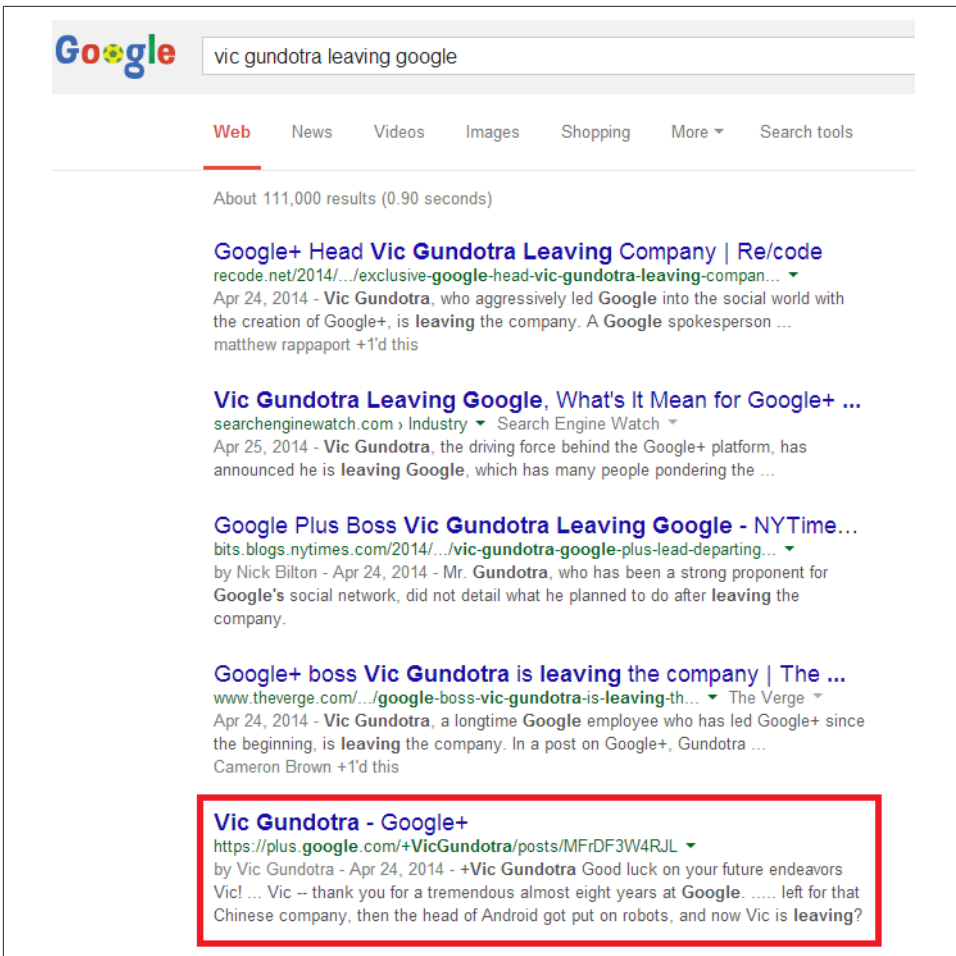 Google
vic gundotra leaving google
Web News Videos Images Shopping More Search tools
About 111,000 results (0.90 seconds)
Google+ Head Vic Gundotra Leaving Company | Re/code
recode.net/2014/.../exclusive-google-head-vic-gundotra-leaving-compan...
Apr 24, 2014 - Vic Gundotra, who aggressively led Google into the social world with
the creation of Google+, is leaving the company. A Google spokesperson ...
matthew rappaport +1'd this
Vic Gundotra Leaving Google, What's It Mean for Google+ ...
searchenginewatch.com › Industry Search Engine Watch
Apr 25, 2014 - Vic Gundotra, the driving force behind the Google+ platform, has
announced he is leaving Google, which has many people pondering the ...
Google Plus Boss Vic Gundotra Leaving Google - NYTime...
bits.blogs.nytimes.com/2014/.../vic-gundotra-google-plus-lead-departing...
by Nick Bilton - Apr 24, 2014 - Mr. Gundotra, who has been a strong proponent for
Google's social network, did not detail what he planned to do after leaving the
company.
Google+ boss Vic Gundotra is leaving the company | The ...
www.theverge.com/.../google-boss-vic-gundotra-is-leaving-th... The Verge
Apr 24, 2014 - Vic Gundotra, a longtime Google employee who has led Google+ since
the beginning, is leaving the company. In a post on Google+, Gundotra ...
Cameron Brown +1'd this
Vic Gundotra - Google+
https://plus.google.com/+VicGundotra/posts/MFrDF3W4RJL
by Vic Gundotra - Apr 24, 2014 - +Vic Gundotra Good luck on your future endeavors
Vic! ... Vic -- thank you for a tremendous almost eight years at Google. ..... left for that
Chinese company, then the head of Android got put on robots, and now Vic is leaving?